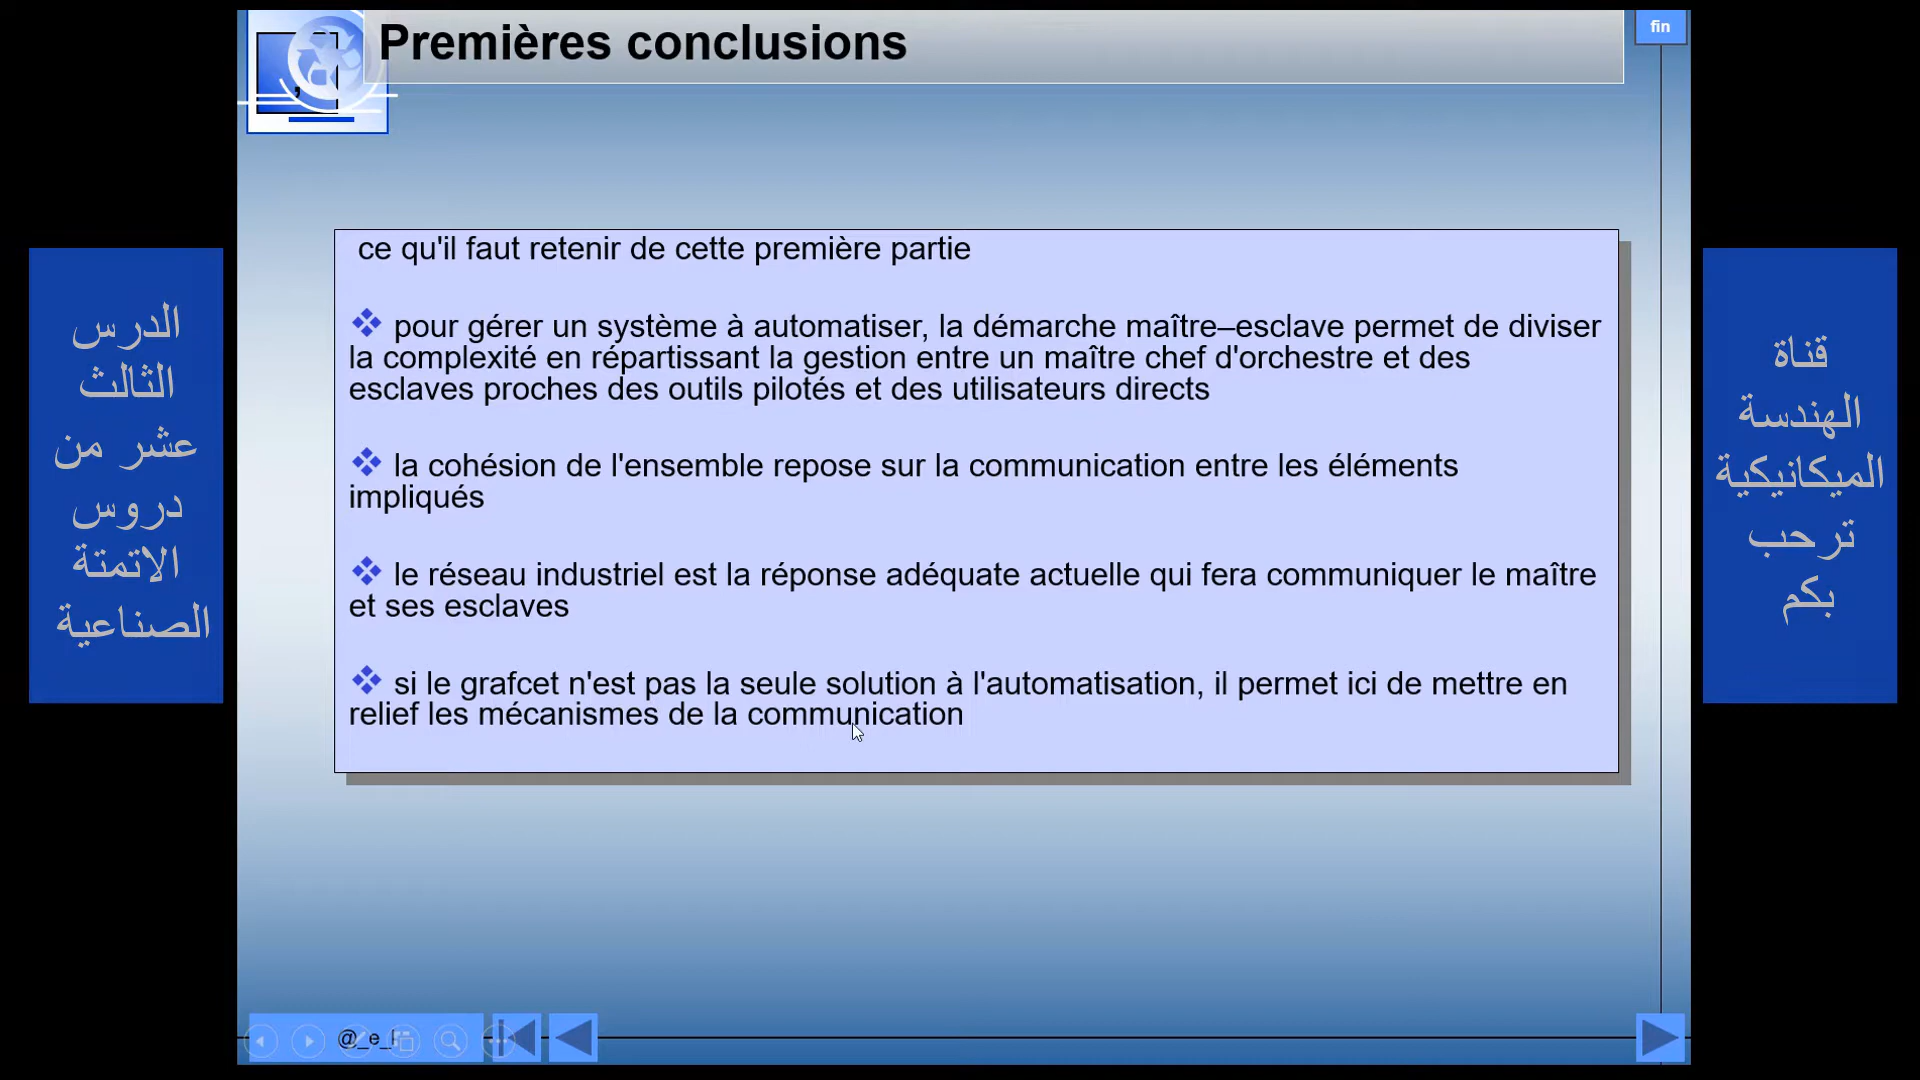 Premières conclusions
fin
ce qu'il faut retenir de cette première partie
❖ pour gérer un système à automatiser, la démarche maître–esclave permet de diviser
la complexité en répartissant la gestion entre un maître chef d'orchestre et des
esclaves proches des outils pilotés et des utilisateurs directs
❖ la cohésion de l'ensemble repose sur la communication entre les éléments
impliqués
❖ le réseau industriel est la réponse adéquate actuelle qui fera communiquer le maître
et ses esclaves
❖ si le grafcet n'est pas la seule solution à l'automatisation, il permet ici de mettre en
relief les mécanismes de la communication
الدرس
الثالث
عشر من
دروس
الاتمتة
الصناعية
قناة
الهندسة
الميكانيكية
ترحب
بكم